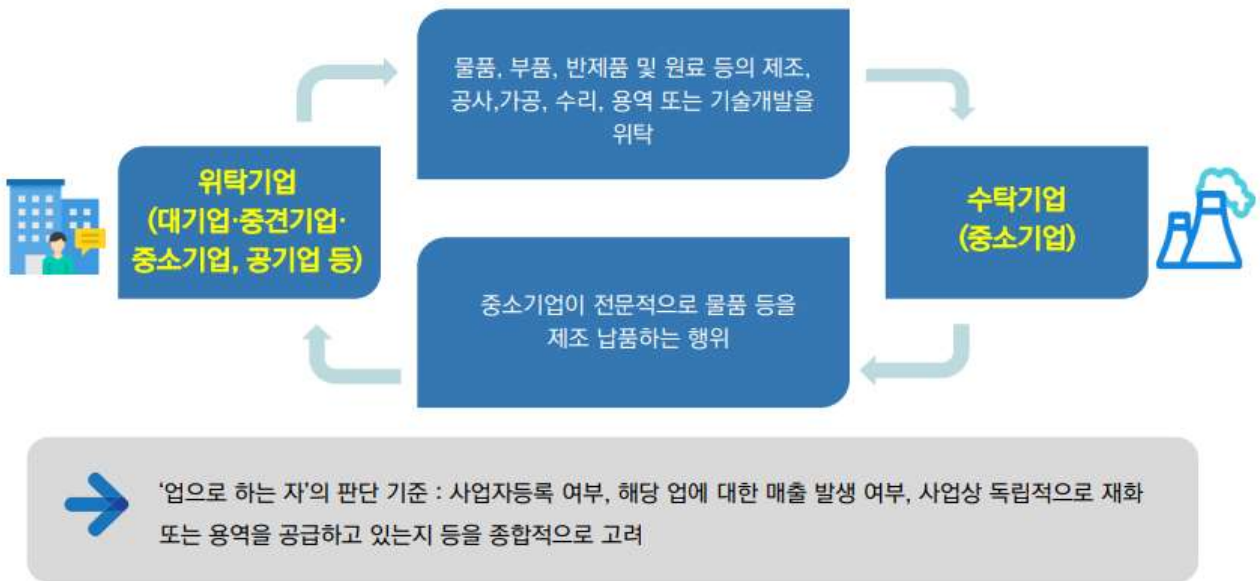 물품, 부품, 반제품 및 원료 등의 제조,
공사,가공, 수리, 용역 또는 기술개발을
위탁
위탁기업
(대기업·중견기업·
중소기업, 공기업 등)
수탁기업
(중소기업)
중소기업이 전문적으로 물품 등을
제조 납품하는 행위
‘업으로 하는 자’의 판단 기준 : 사업자등록 여부, 해당 업에 대한 매출 발생 여부, 사업상 독립적으로 재화
또는 용역을 공급하고 있는지 등을 종합적으로 고려